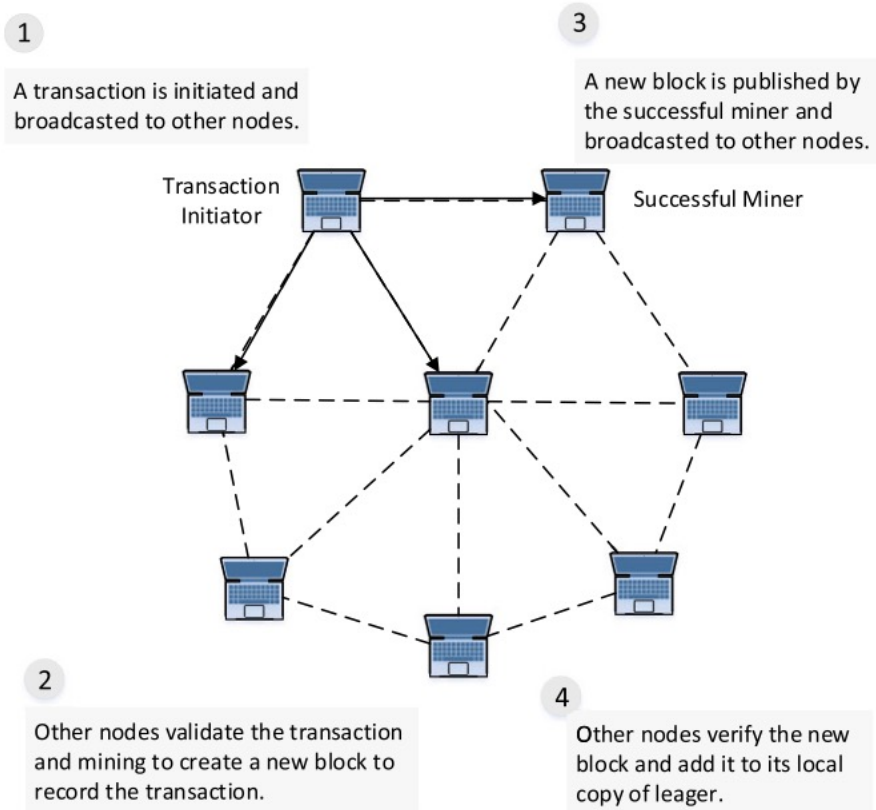 1
A transaction is initiated and
broadcasted to other nodes.
3
A new block is published by
the successful miner and
broadcasted to other nodes.
Transaction
Initiator
Successful Miner
2
Other nodes validate the transaction
and mining to create a new block to
record the transaction.
4
Other nodes verify the new
block and add it to its local
copy of leager.